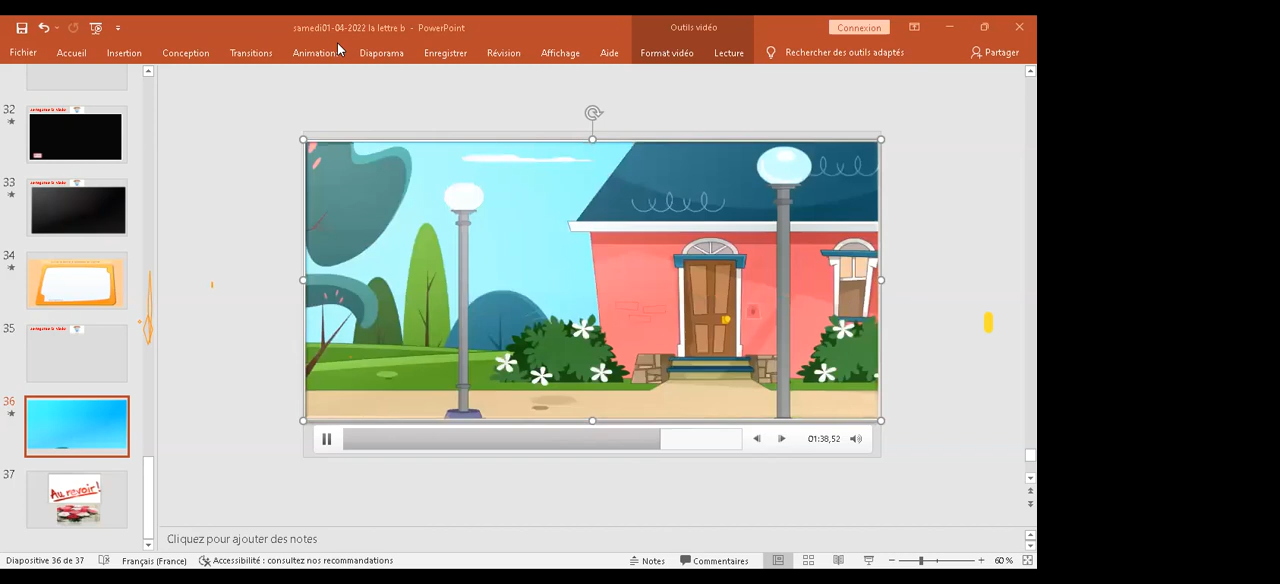 samedi01-04-2022 la lettre b - PowerPoint
Outils vidéo
Connexion
Fichier Accueil Insertion Conception Transitions Animations Diaporama Enregistrer Révision Affichage Aide Format vidéo Lecture Rechercher des outils adaptés Partager
32
33
34
35
36
37
Au revoir!
01:38,52
Cliquez pour ajouter des notes
Diapositive 36 de 37 Français (France) Accessibilité : consultez nos recommandations Notes Commentaires 60 %